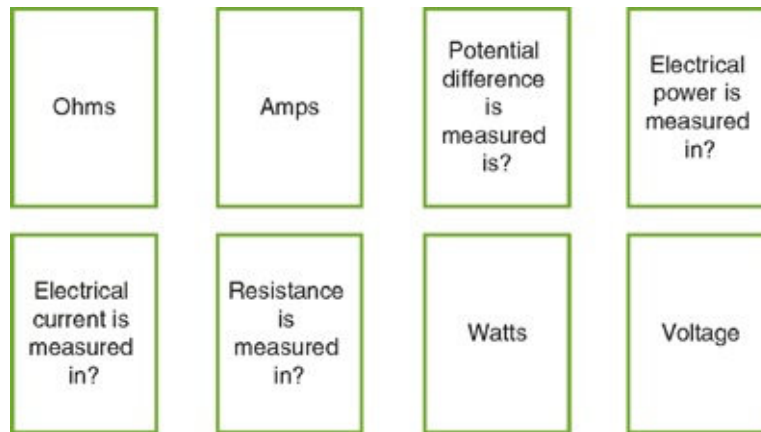 Ohms
Amps
Potential
difference
is
measured
is?
Electrical
power is
measured
in?
Electrical
current is
measured
in?
Resistance
is
measured
in?
Watts
Voltage